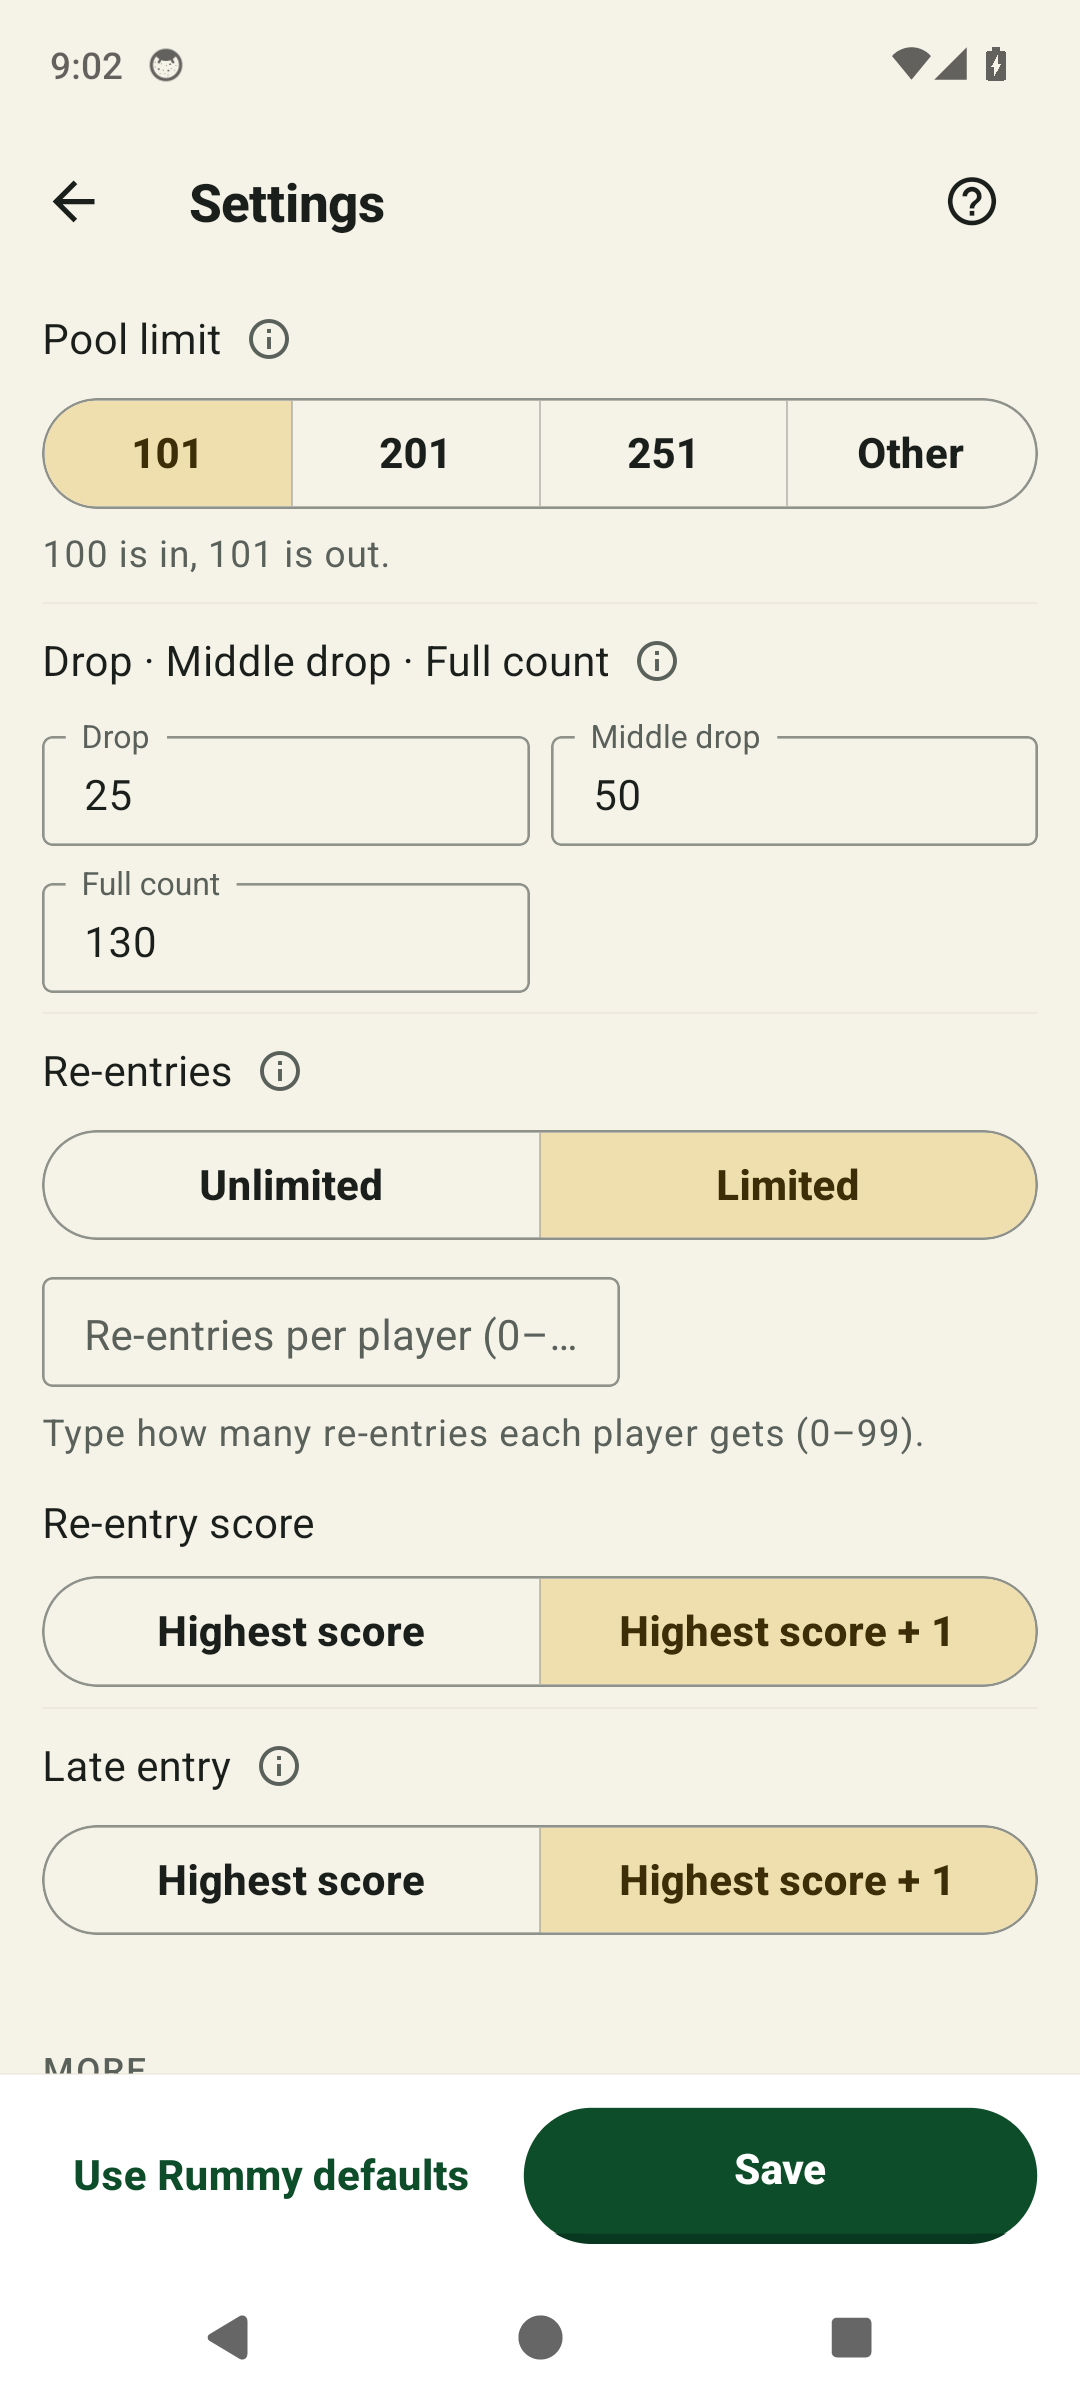 9:02
Settings
Pool limit
101 201 251 Other
100 is in, 101 is out.
Drop · Middle drop · Full count
Drop Middle drop
25 50
Full count
130
Re-entries
Unlimited Limited
Re-entries per player (0–…
Type how many re-entries each player gets (0–99).
Re-entry score
Highest score Highest score + 1
Late entry
Highest score Highest score + 1
MORE
Use Rummy defaults Save